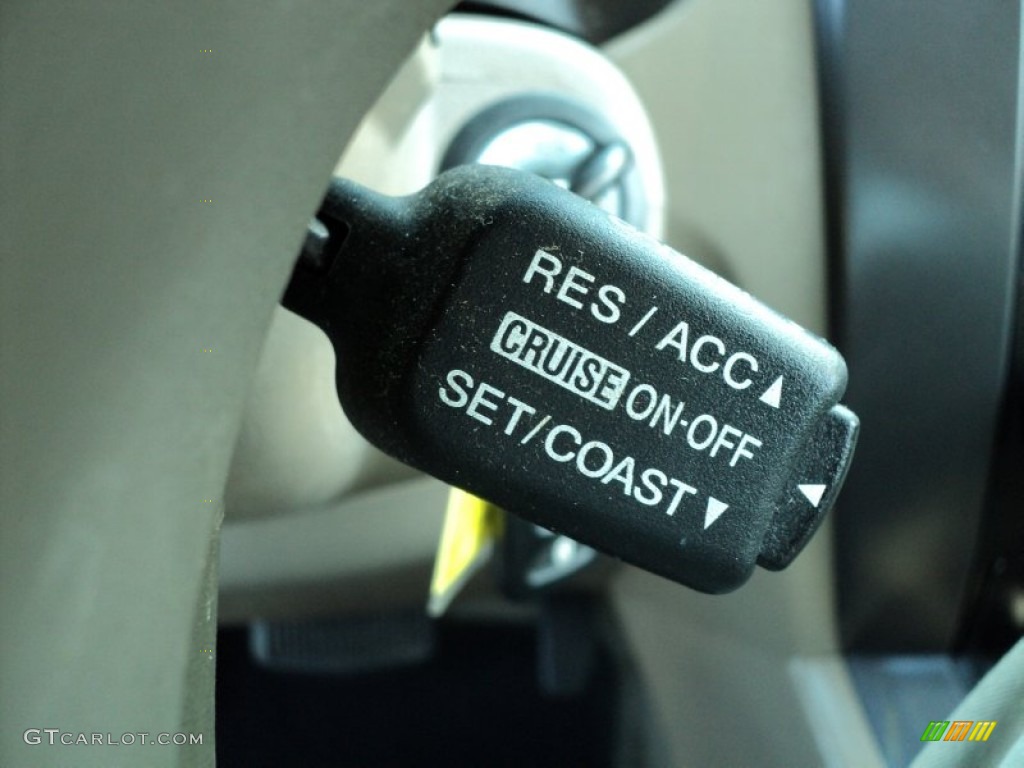 RES / ACC ▲
CRUISE ON-OFF ◀
SET/COAST ▼
GTCARLOT.COM